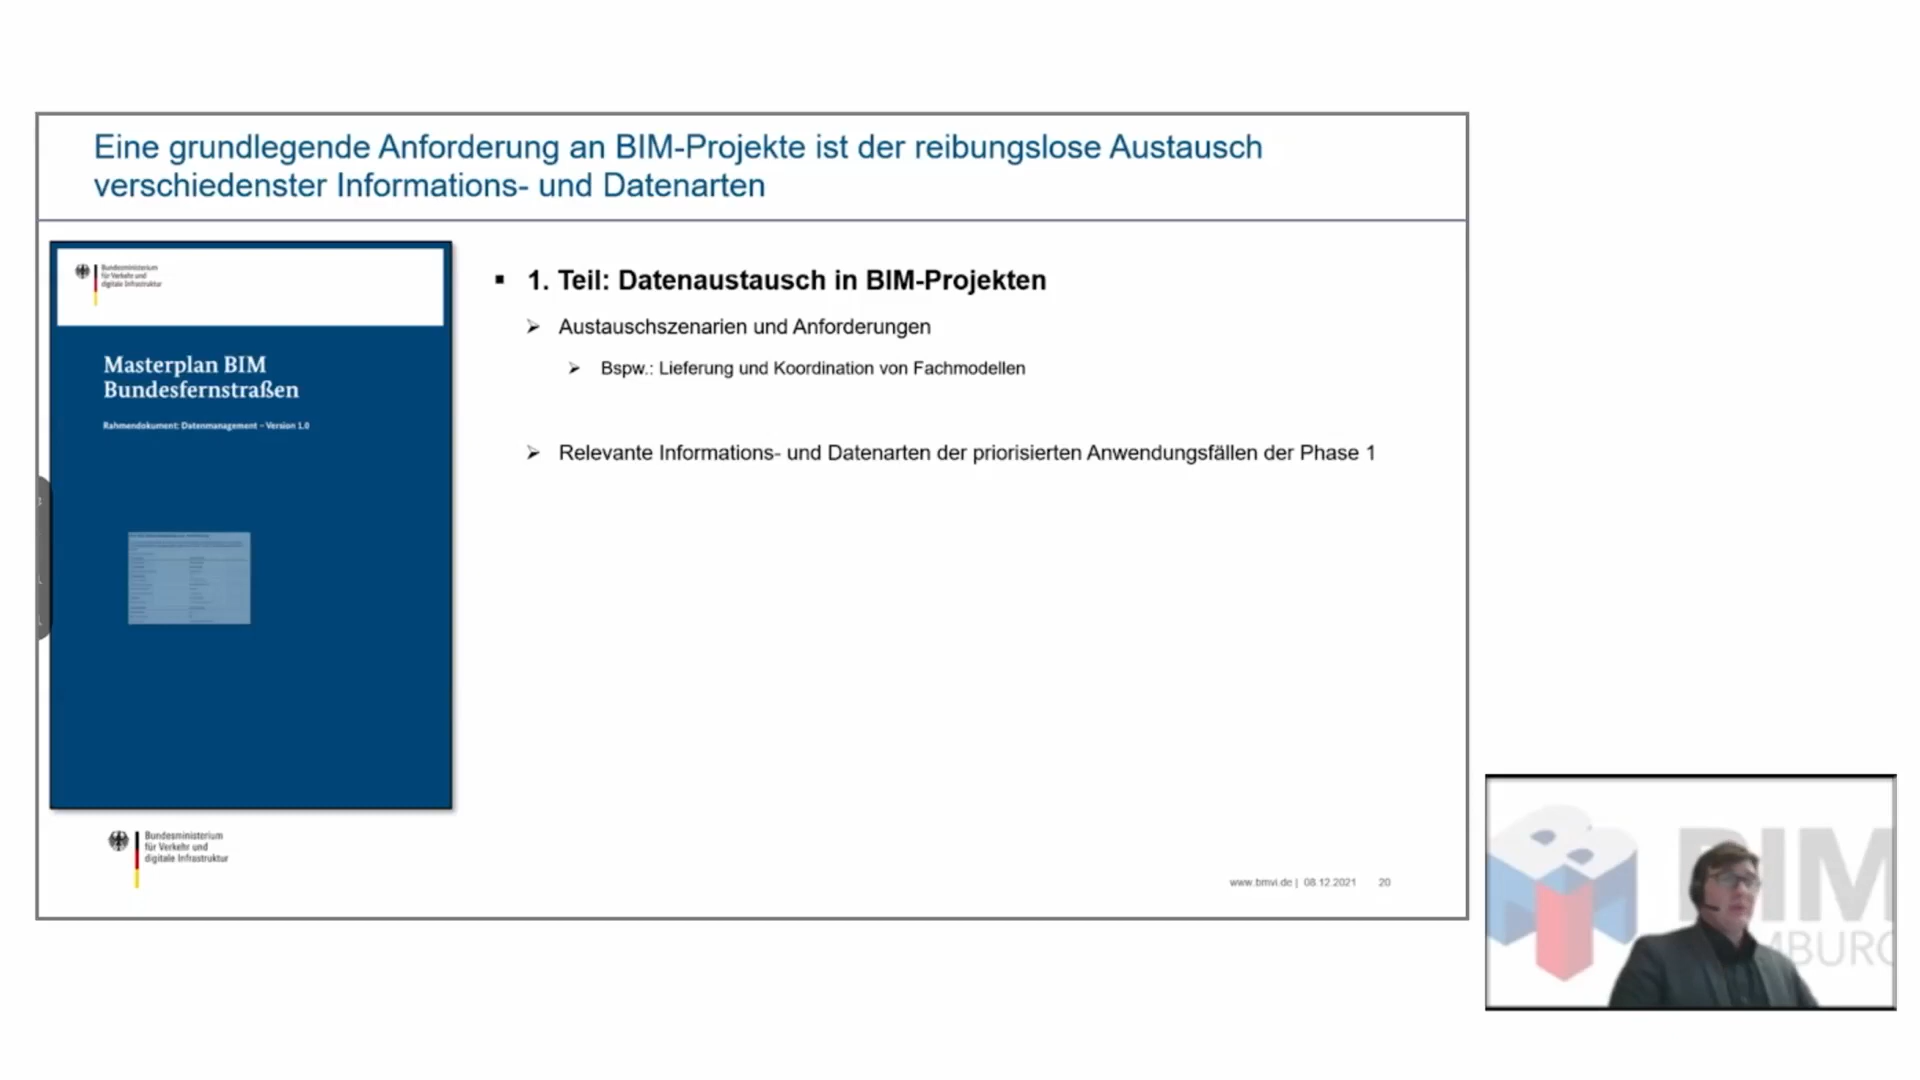 Eine grundlegende Anforderung an BIM-Projekte ist der reibungslose Austausch
verschiedenster Informations- und Datenarten
Bundesministerium
für Verkehr und
digitale Infrastruktur
Masterplan BIM
Bundesfernstraßen
Rahmendokument: Datenmanagement – Version 1.0
▪ 1. Teil: Datenaustausch in BIM-Projekten
➢ Austauschszenarien und Anforderungen
➢ Bspw.: Lieferung und Koordination von Fachmodellen
➢ Relevante Informations- und Datenarten der priorisierten Anwendungsfällen der Phase 1
Bundesministerium
für Verkehr und
digitale Infrastruktur
www.bmvi.de | 08.12.2021 20
BIM
MBURG